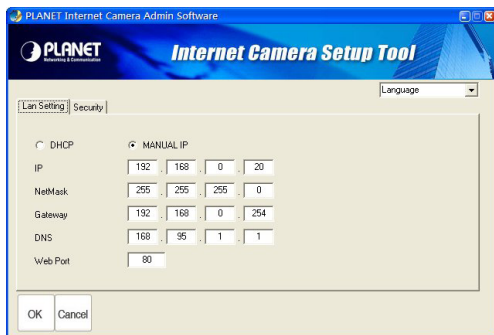 PLANET Internet Camera Admin Software
PLANET
Networking & Communication
Internet Camera Setup Tool
Language
Lan Setting Security
DHCP MANUAL IP
IP 192 . 168 . 0 . 20
NetMask 255 . 255 . 255 . 0
Gateway 192 . 168 . 0 . 254
DNS 168 . 95 . 1 . 1
Web Port 80
OK Cancel